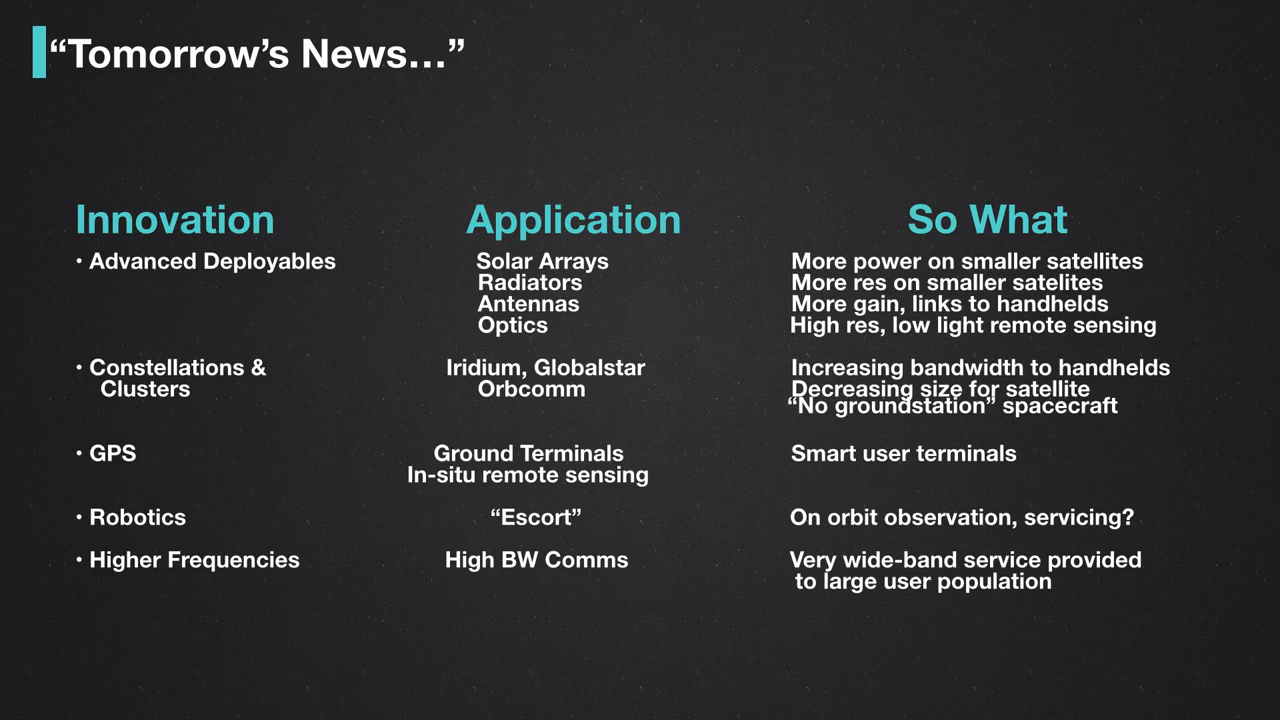 “Tomorrow’s News…”
Innovation Application So What
• Advanced Deployables Solar Arrays More power on smaller satellites
Radiators More res on smaller satelites
Antennas More gain, links to handhelds
Optics High res, low light remote sensing
• Constellations & Iridium, Globalstar Increasing bandwidth to handhelds
Clusters Orbcomm Decreasing size for satellite
“No groundstation” spacecraft
• GPS Ground Terminals Smart user terminals
In-situ remote sensing
• Robotics “Escort” On orbit observation, servicing?
• Higher Frequencies High BW Comms Very wide-band service provided
to large user population